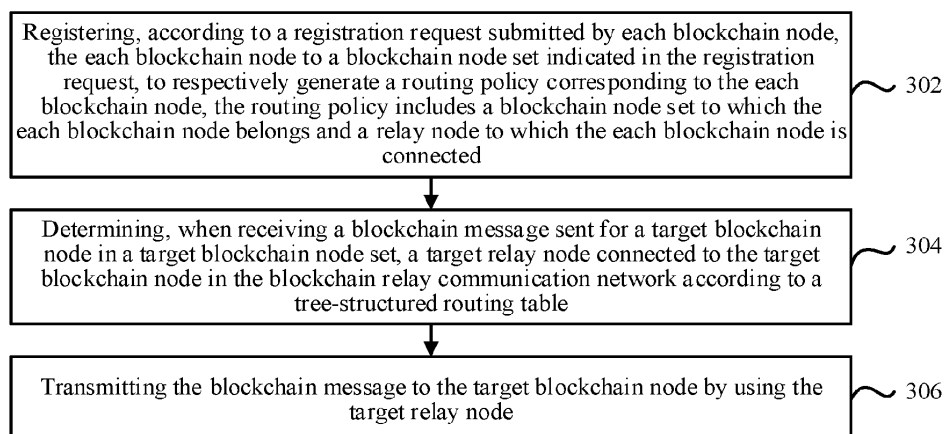 Registering, according to a registration request submitted by each blockchain node,
the each blockchain node to a blockchain node set indicated in the registration
request, to respectively generate a routing policy corresponding to the each
blockchain node, the routing policy includes a blockchain node set to which the
each blockchain node belongs and a relay node to which the each blockchain node is
connected
302
Determining, when receiving a blockchain message sent for a target blockchain
node in a target blockchain node set, a target relay node connected to the target
blockchain node in the blockchain relay communication network according to a
tree-structured routing table
304
Transmitting the blockchain message to the target blockchain node by using the
target relay node
306